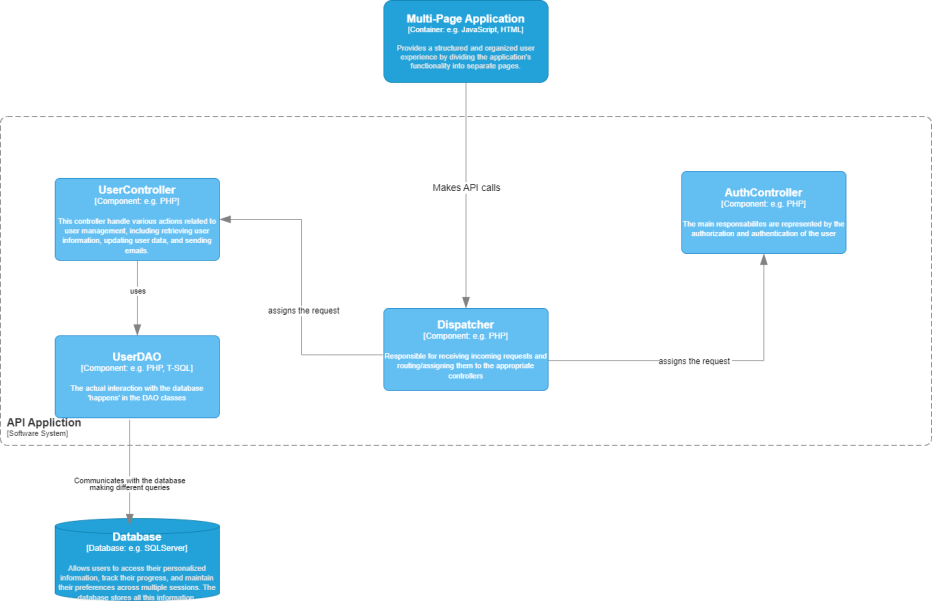 Multi-Page Application
[Container: e.g. JavaScript, HTML]
Provides a structured and organized user
experience by dividing the application's
functionality into separate pages.
Makes API calls
UserController
[Component: e.g. PHP]
This controller handle various actions related to
user management, including retrieving user
information, updating user data, and sending
emails.
AuthController
[Component: e.g. PHP]
The main responsabilites are represented by the
authorization and authentication of the user
uses
assigns the request
Dispatcher
[Component: e.g. PHP]
Responsible for receiving incoming requests and
routing/assigning them to the appropriate
controllers
assigns the request
UserDAO
[Component: e.g. PHP, T-SQL]
The actual interaction with the database
'happens' in the DAO classes
API Appliction
[Software System]
Communicates with the database
making different queries
Database
[Database: e.g. SQLServer]
Allows users to access their personalized
information, track their progress, and maintain
their preferences across multiple sessions. The
database stores all this information